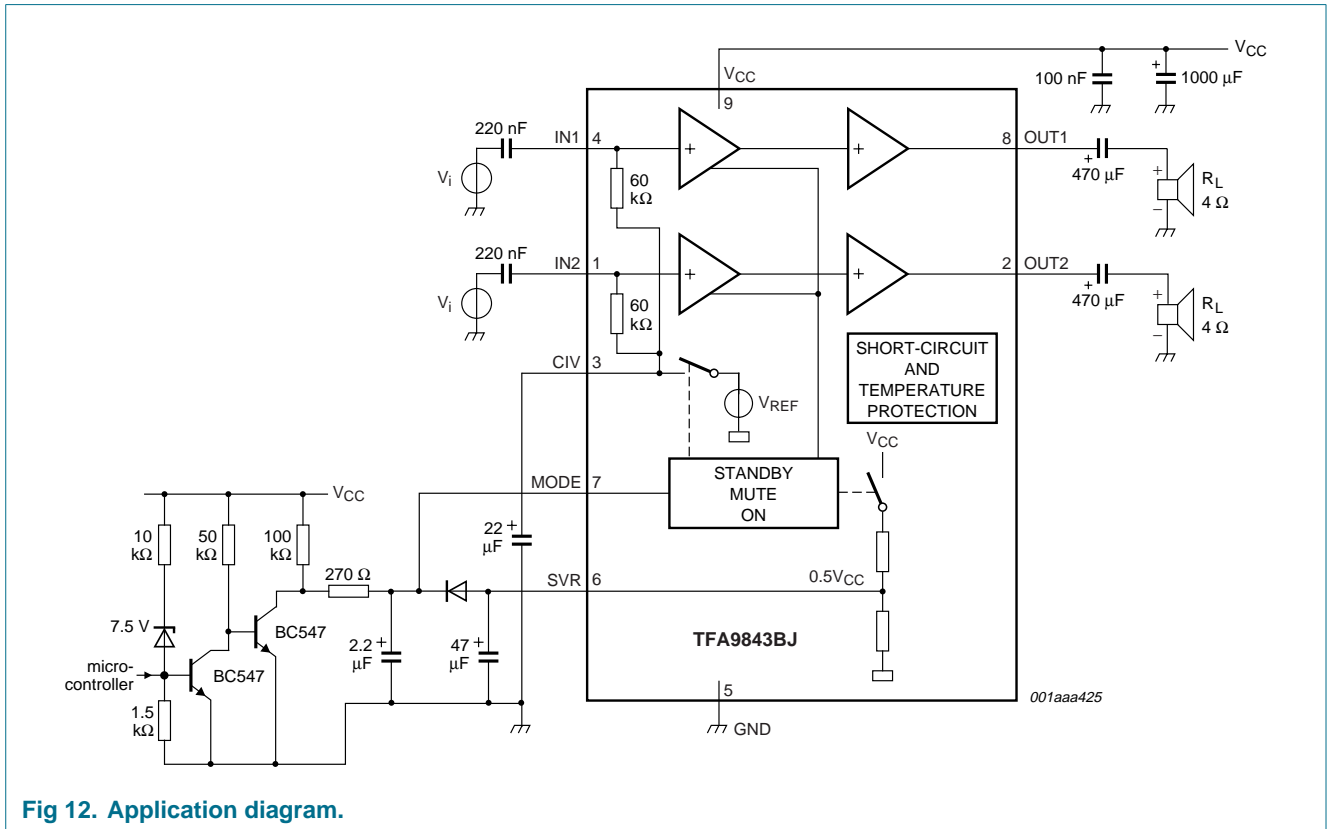 VCC
VCC
100 nF
+
1000 µF
9
220 nF
IN1
4
+
+
8
OUT1
+
470 µF
Vi
60
kΩ
+
−
RL
4 Ω
220 nF
IN2
1
+
+
2
OUT2
+
470 µF
Vi
60
kΩ
+
−
RL
4 Ω
SHORT-CIRCUIT
AND
TEMPERATURE
PROTECTION
CIV
3
VREF
VCC
MODE
7
STANDBY
MUTE
ON
VCC
10
kΩ
50
kΩ
100
kΩ
22
µF
+
270 Ω
SVR
6
0.5VCC
7.5 V
BC547
2.2
µF
+
47
µF
+
TFA9843BJ
micro-
controller
BC547
1.5
kΩ
5
GND
001aaa425
Fig 12. Application diagram.